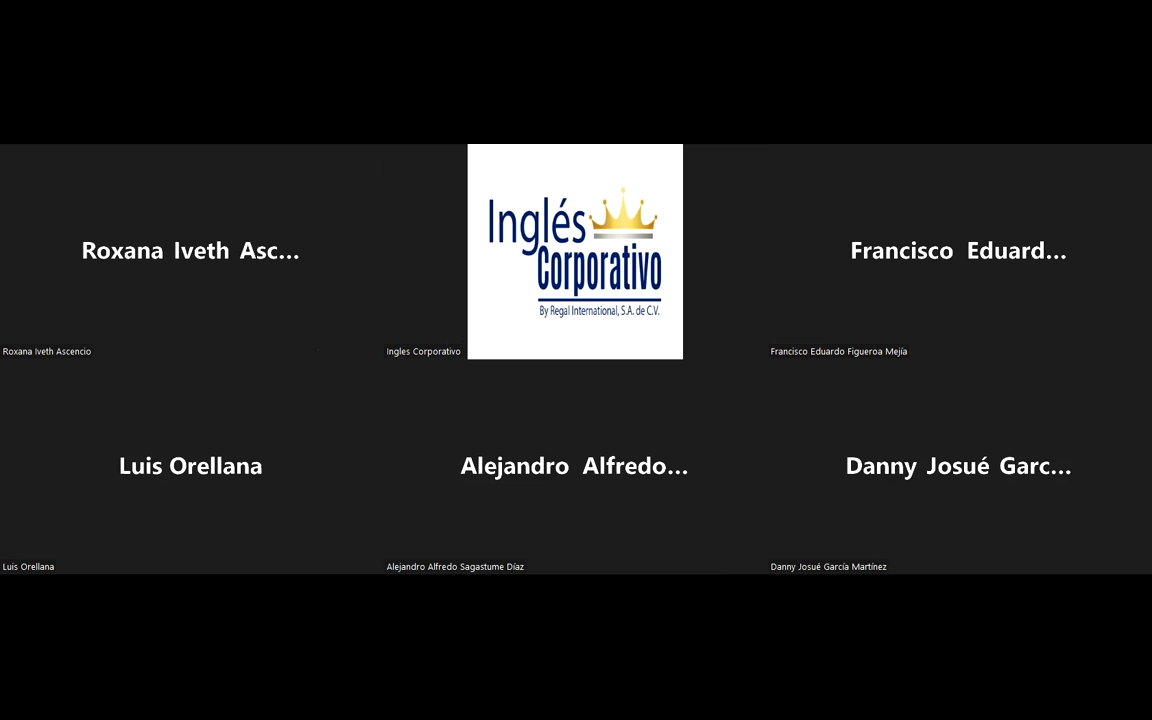 Roxana Iveth Asc...
Roxana Iveth Ascencio
Inglés
Corporativo
By Regal International, S.A. de C.V.
Ingles Corporativo
Francisco Eduard...
Francisco Eduardo Figueroa Mejía
Luis Orellana
Luis Orellana
Alejandro Alfredo...
Alejandro Alfredo Sagastume Díaz
Danny Josué Garc...
Danny Josué García Martínez